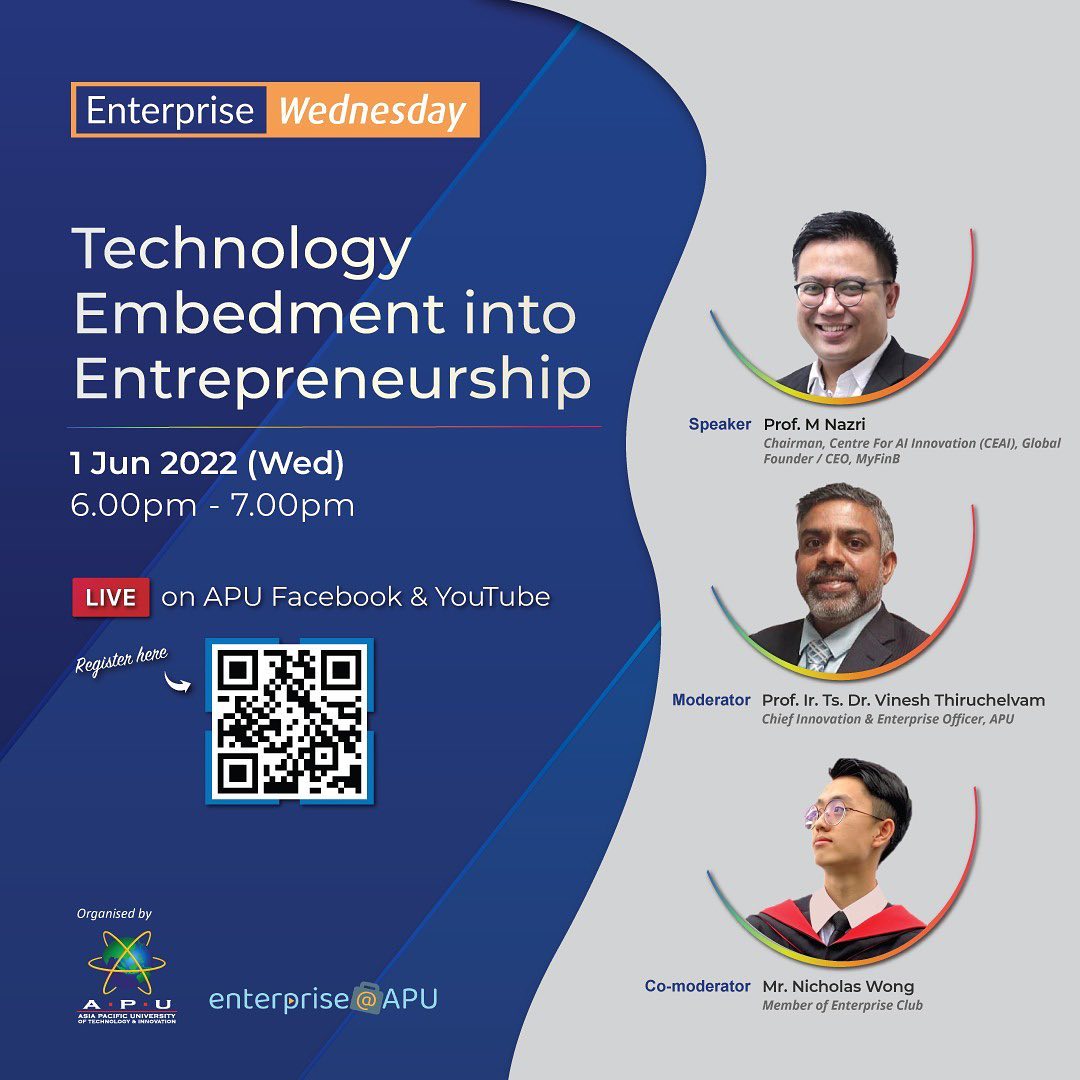 Enterprise Wednesday
Technology
Embedment into
Entrepreneurship
1 Jun 2022 (Wed)
6.00pm - 7.00pm
LIVE on APU Facebook & YouTube
Register here
Organised by
A·P·U
ASIA PACIFIC UNIVERSITY
OF TECHNOLOGY & INNOVATION
enterprise@APU
Speaker Prof. M Nazri
Chairman, Centre For AI Innovation (CEAI), Global
Founder / CEO, MyFinB
Moderator Prof. Ir. Ts. Dr. Vinesh Thiruchelvam
Chief Innovation & Enterprise Officer, APU
Co-moderator Mr. Nicholas Wong
Member of Enterprise Club